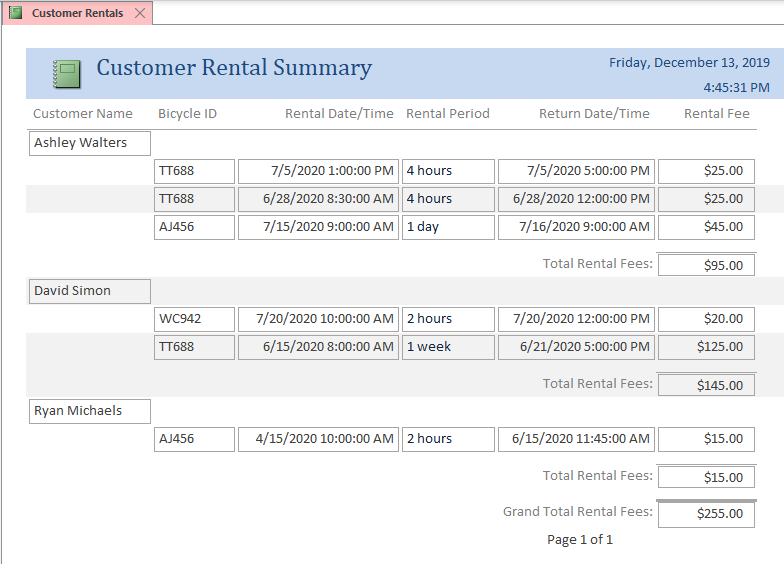 Customer Rentals
Customer Rental Summary
Friday, December 13, 2019
4:45:31 PM
Customer Name Bicycle ID Rental Date/Time Rental Period Return Date/Time Rental Fee
Ashley Walters
TT688 7/5/2020 1:00:00 PM 4 hours 7/5/2020 5:00:00 PM $25.00
TT688 6/28/2020 8:30:00 AM 4 hours 6/28/2020 12:00:00 PM $25.00
AJ456 7/15/2020 9:00:00 AM 1 day 7/16/2020 9:00:00 AM $45.00
Total Rental Fees: $95.00
David Simon
WC942 7/20/2020 10:00:00 AM 2 hours 7/20/2020 12:00:00 PM $20.00
TT688 6/15/2020 8:00:00 AM 1 week 6/21/2020 5:00:00 PM $125.00
Total Rental Fees: $145.00
Ryan Michaels
AJ456 4/15/2020 10:00:00 AM 2 hours 6/15/2020 11:45:00 AM $15.00
Total Rental Fees: $15.00
Grand Total Rental Fees: $255.00
Page 1 of 1